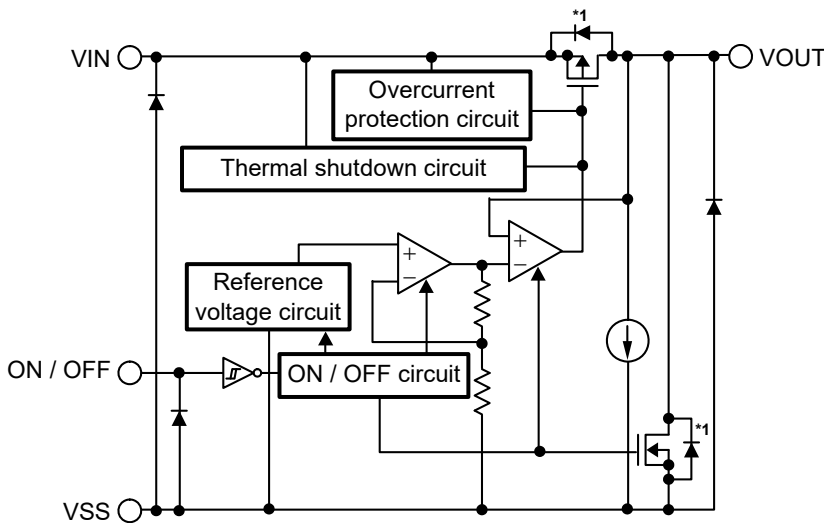 *1
VIN
VOUT
Overcurrent
protection circuit
Thermal shutdown circuit
+
−
+
−
Reference
voltage circuit
ON / OFF
ON / OFF circuit
*1
VSS